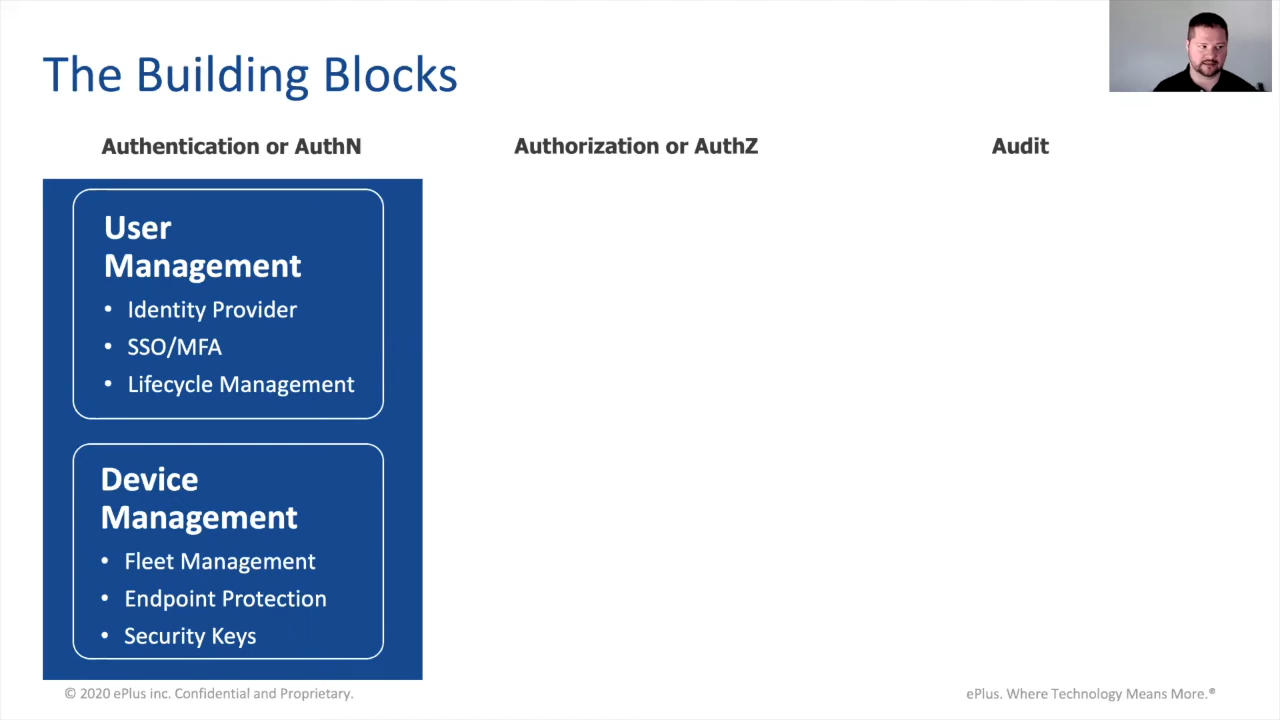 The Building Blocks
Authentication or AuthN
Authorization or AuthZ
Audit
User
Management
• Identity Provider
• SSO/MFA
• Lifecycle Management
Device
Management
• Fleet Management
• Endpoint Protection
• Security Keys
© 2020 ePlus inc. Confidential and Proprietary.
ePlus. Where Technology Means More.®